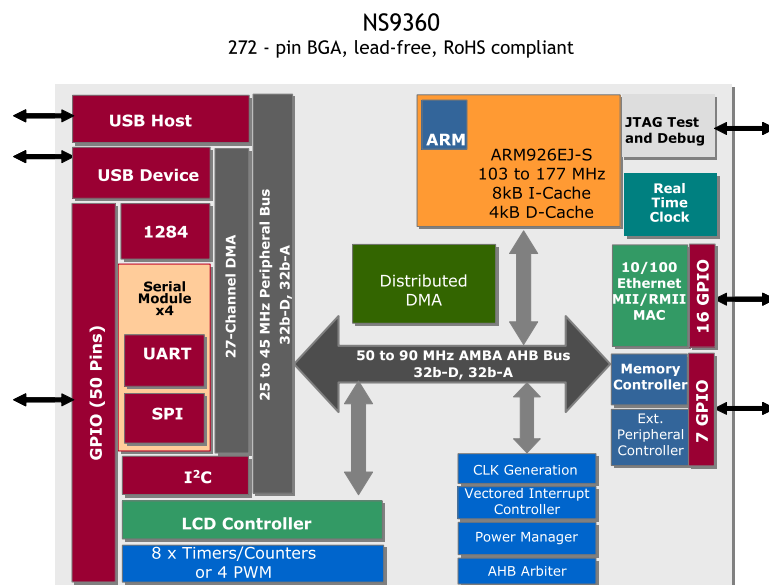 NS9360
272 - pin BGA, lead-free, RoHS compliant
USB Host
USB Device
1284
Serial
Module
x4
UART
SPI
I²C
GPIO (50 Pins)
27-Channel DMA
25 to 45 MHz Peripheral Bus
32b-D, 32b-A
LCD Controller
8 x Timers/Counters
or 4 PWM
ARM
ARM926EJ-S
103 to 177 MHz
8kB I-Cache
4kB D-Cache
JTAG Test
and Debug
Real
Time
Clock
Distributed
DMA
10/100
Ethernet
MII/RMII
MAC
16 GPIO
50 to 90 MHz AMBA AHB Bus
32b-D, 32b-A
Memory
Controller
Ext.
Peripheral
Controller
7 GPIO
CLK Generation
Vectored Interrupt
Controller
Power Manager
AHB Arbiter